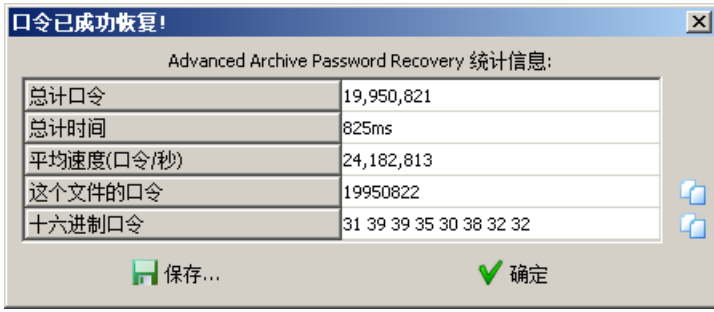 口令已成功恢复!
Advanced Archive Password Recovery 统计信息:
总计口令 19,950,821
总计时间 825ms
平均速度(口令/秒) 24,182,813
这个文件的口令 19950822
十六进制口令 31 39 39 35 30 38 32 32
保存... 确定